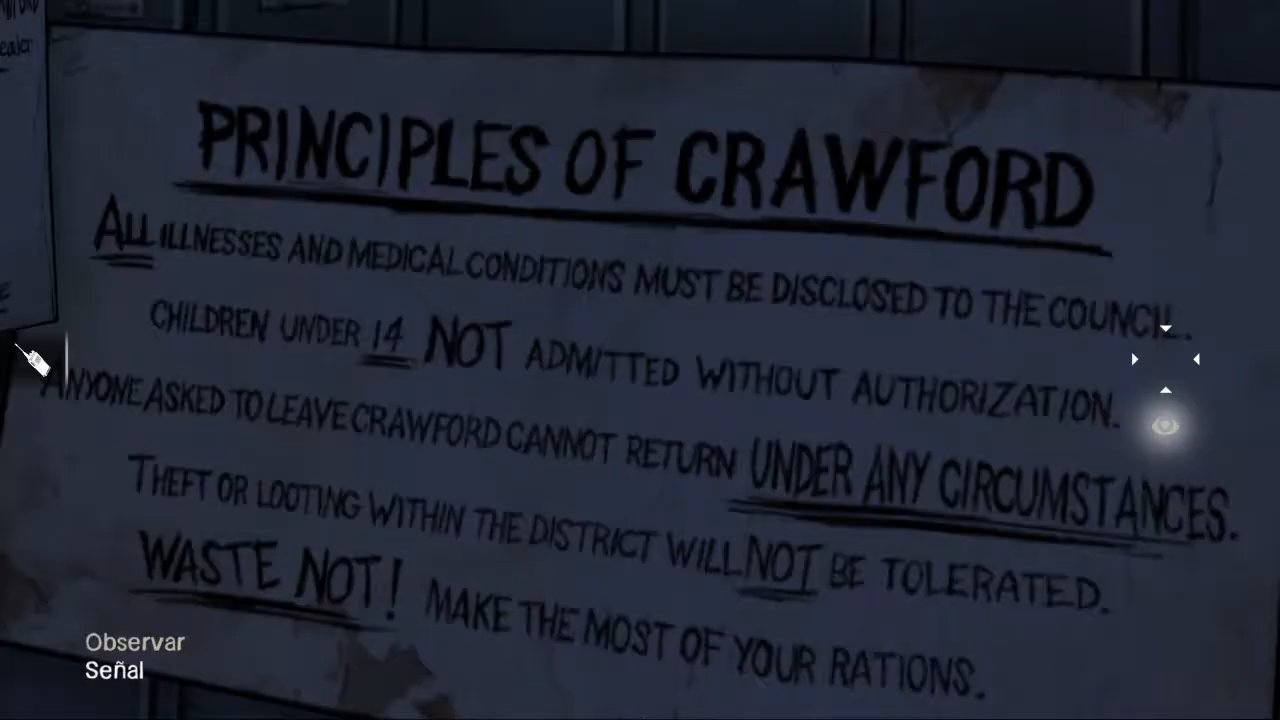 PRINCIPLES OF CRAWFORD
ALL ILLNESSES AND MEDICAL CONDITIONS MUST BE DISCLOSED TO THE COUNCIL.
CHILDREN UNDER 14 NOT ADMITTED WITHOUT AUTHORIZATION.
ANYONE ASKED TO LEAVE CRAWFORD CANNOT RETURN UNDER ANY CIRCUMSTANCES.
THEFT OR LOOTING WITHIN THE DISTRICT WILL NOT BE TOLERATED.
WASTE NOT! MAKE THE MOST OF YOUR RATIONS.
Observar
Señal